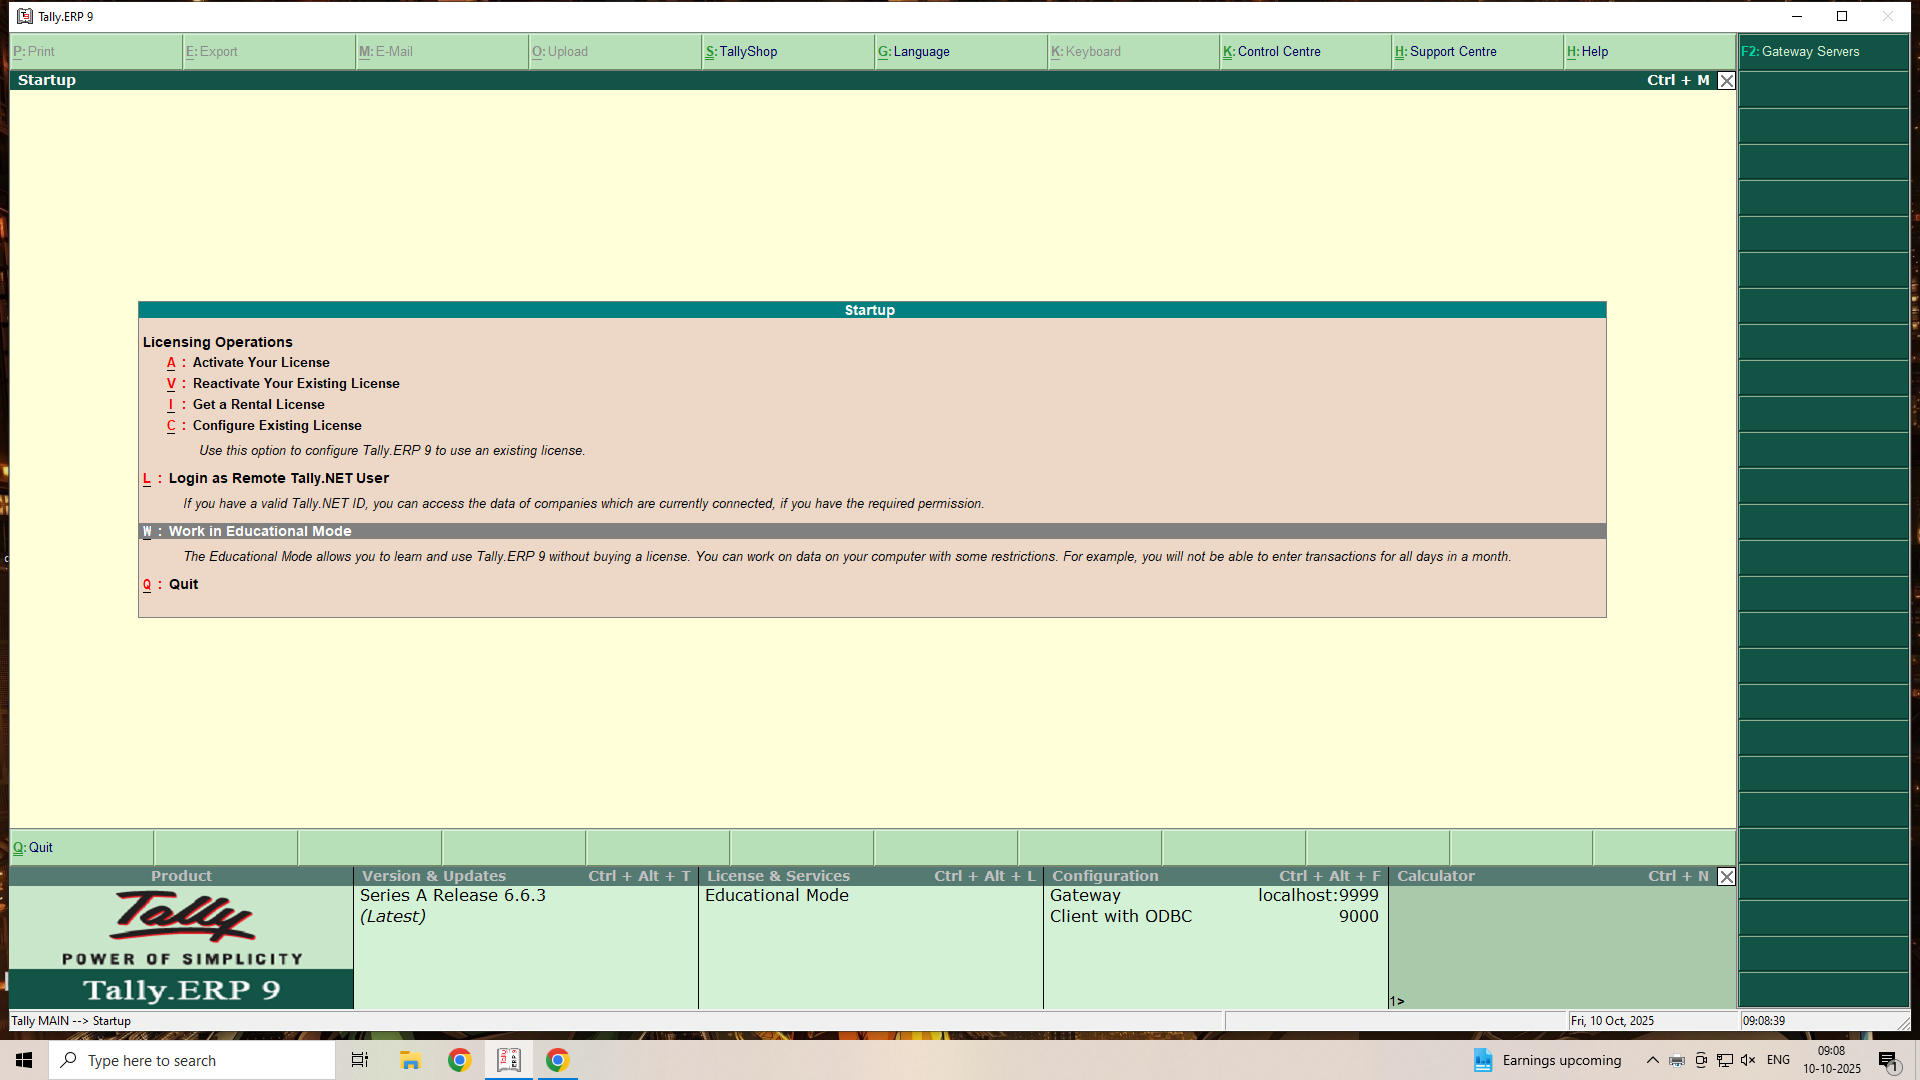 Tally.ERP 9
P: Print E: Export M: E-Mail O: Upload S: TallyShop G: Language K: Keyboard K: Control Centre H: Support Centre H: Help F2: Gateway Servers
Startup Ctrl + M
Startup
Licensing Operations
A : Activate Your License
V : Reactivate Your Existing License
I : Get a Rental License
C : Configure Existing License
Use this option to configure Tally.ERP 9 to use an existing license.
L : Login as Remote Tally.NET User
If you have a valid Tally.NET ID, you can access the data of companies which are currently connected, if you have the required permission.
W : Work in Educational Mode
The Educational Mode allows you to learn and use Tally.ERP 9 without buying a license. You can work on data on your computer with some restrictions. For example, you will not be able to enter transactions for all days in a month.
Q : Quit
Q: Quit
Product Version & Updates Ctrl + Alt + T License & Services Ctrl + Alt + L Configuration Ctrl + Alt + F Calculator Ctrl + N
Series A Release 6.6.3 Educational Mode Gateway localhost:9999
(Latest) Client with ODBC 9000
Tally
POWER OF SIMPLICITY
Tally.ERP 9
1>
Tally MAIN --> Startup Fri, 10 Oct, 2025 09:08:39
Type here to search Earnings upcoming ENG 09:08
10-10-2025 1